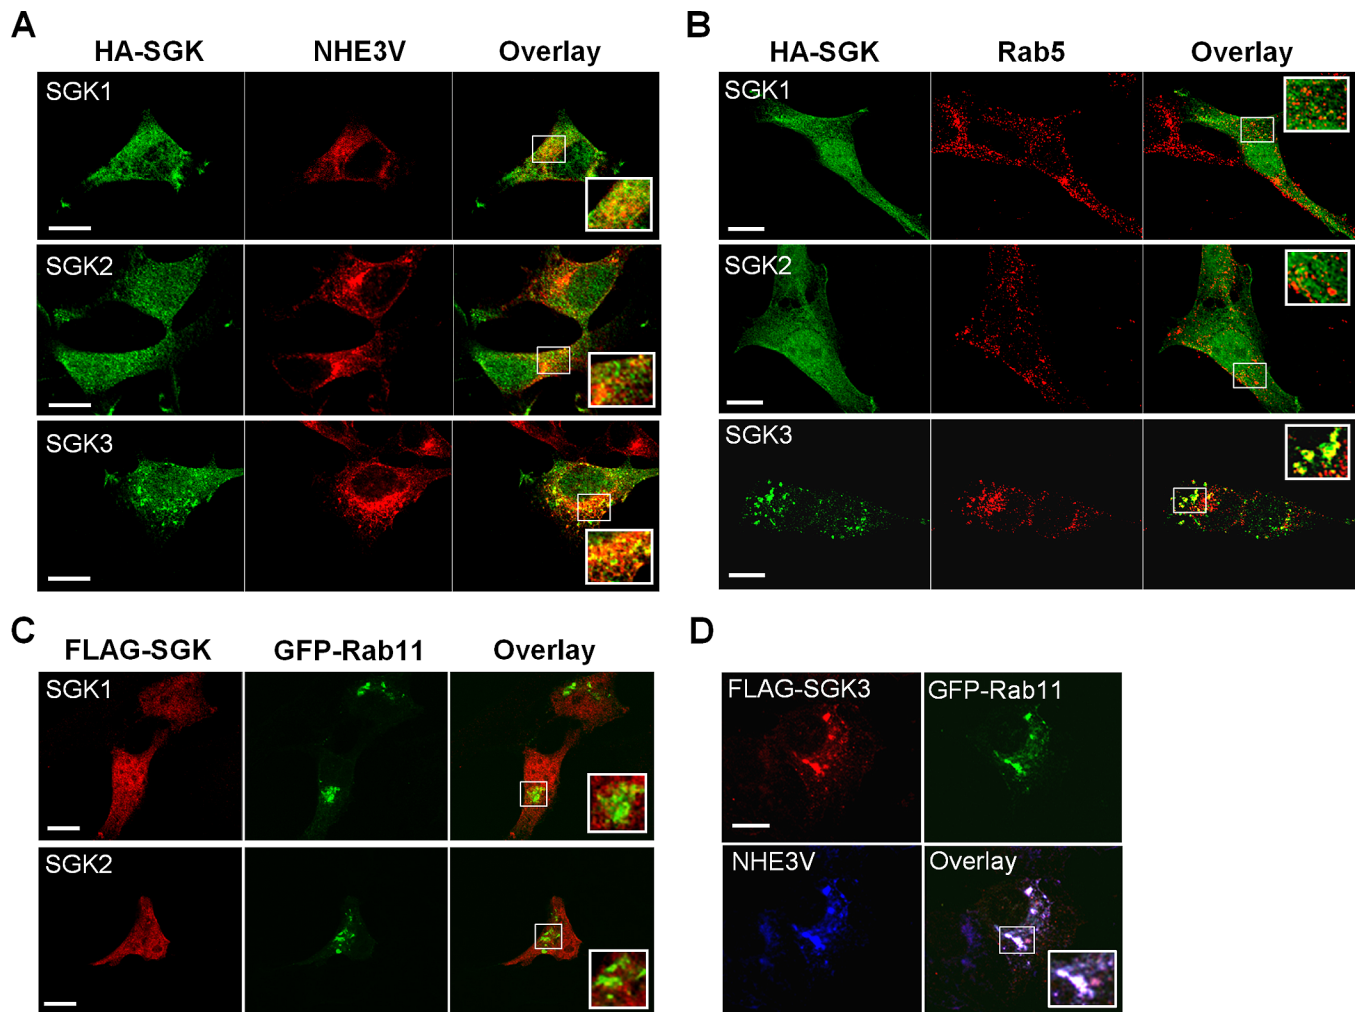 A
HA-SGK NHE3V Overlay
SGK1
SGK2
SGK3
B
HA-SGK Rab5 Overlay
SGK1
SGK2
SGK3
C
FLAG-SGK GFP-Rab11 Overlay
SGK1
SGK2
D
FLAG-SGK3 GFP-Rab11
NHE3V Overlay